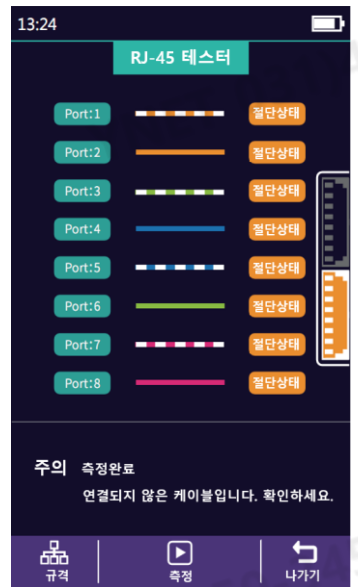 13:24
RJ-45 테스터
Port:1 절단상태
Port:2 절단상태
Port:3 절단상태
Port:4 절단상태
Port:5 절단상태
Port:6 절단상태
Port:7 절단상태
Port:8 절단상태
주의 측정완료
연결되지 않은 케이블입니다. 확인하세요.
규격 측정 나가기